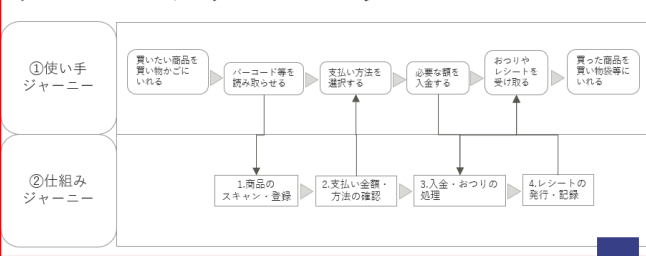 ①使い手
ジャーニー
買いたい商品を
買い物かごに
いれる
バーコード等を
読み取らせる
支払い方法を
選択する
必要な額を
入金する
おつりや
レシートを
受け取る
買った商品を
買い物袋等に
いれる
②仕組み
ジャーニー
1.商品の
スキャン・登録
2.支払い金額・
方法の確認
3.入金・おつりの
処理
4.レシートの
発行・記録